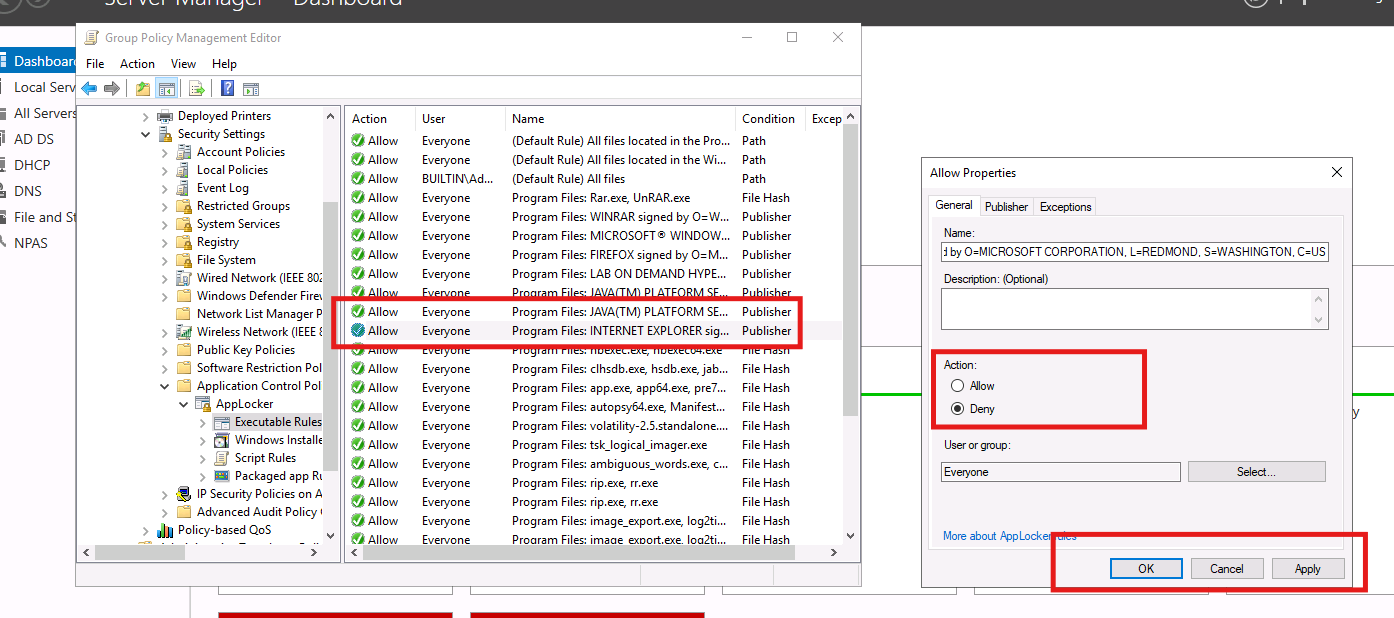 Server Manager Dashboard
Dashboar
Local Serv
All Servers
AD DS
DHCP
DNS
File and St
NPAS
Group Policy Management Editor
File Action View Help
Deployed Printers
Security Settings
Account Policies
Local Policies
Event Log
Restricted Groups
System Services
Registry
File System
Wired Network (IEEE 802
Windows Defender Firew
Network List Manager P
Wireless Network (IEEE 8
Public Key Policies
Software Restriction Pol
Application Control Pol
AppLocker
Executable Rules
Windows Installe
Script Rules
Packaged app Ru
IP Security Policies on A
Advanced Audit Policy
Policy-based QoS
Action User Name Condition Excep
Allow Everyone (Default Rule) All files located in the Pro... Path
Allow Everyone (Default Rule) All files located in the Wi... Path
Allow BUILTIN\Ad... (Default Rule) All files Path
Allow Everyone Program Files: Rar.exe, UnRAR.exe File Hash
Allow Everyone Program Files: WINRAR signed by O=W... Publisher
Allow Everyone Program Files: MICROSOFT® WINDOW... Publisher
Allow Everyone Program Files: FIREFOX signed by O=M... Publisher
Allow Everyone Program Files: LAB ON DEMAND HYPE... Publisher
Allow Everyone Program Files: JAVA(TM) PLATFORM SE... Publisher
Allow Everyone Program Files: JAVA(TM) PLATFORM SE... Publisher
Allow Everyone Program Files: INTERNET EXPLORER sig... Publisher
Allow Everyone Program Files: hbexec.exe, hbexec64.exe File Hash
Allow Everyone Program Files: clhsdb.exe, hsdb.exe, jab... File Hash
Allow Everyone Program Files: app.exe, app64.exe, pre7... File Hash
Allow Everyone Program Files: autopsy64.exe, Manifest... File Hash
Allow Everyone Program Files: volatility-2.5.standalone.... File Hash
Allow Everyone Program Files: tsk_logical_imager.exe File Hash
Allow Everyone Program Files: ambiguous_words.exe, c... File Hash
Allow Everyone Program Files: rip.exe, rr.exe File Hash
Allow Everyone Program Files: rip.exe, rr.exe File Hash
Allow Everyone Program Files: image_export.exe, log2ti... File Hash
Allow Everyone Program Files: image_export.exe, log2ti... File Hash
Allow Properties
General Publisher Exceptions
Name:
d by O=MICROSOFT CORPORATION, L=REDMOND, S=WASHINGTON, C=US
Description: (Optional)
Action:
Allow
Deny
User or group:
Everyone Select...
More about AppLocker rules
OK Cancel Apply
y